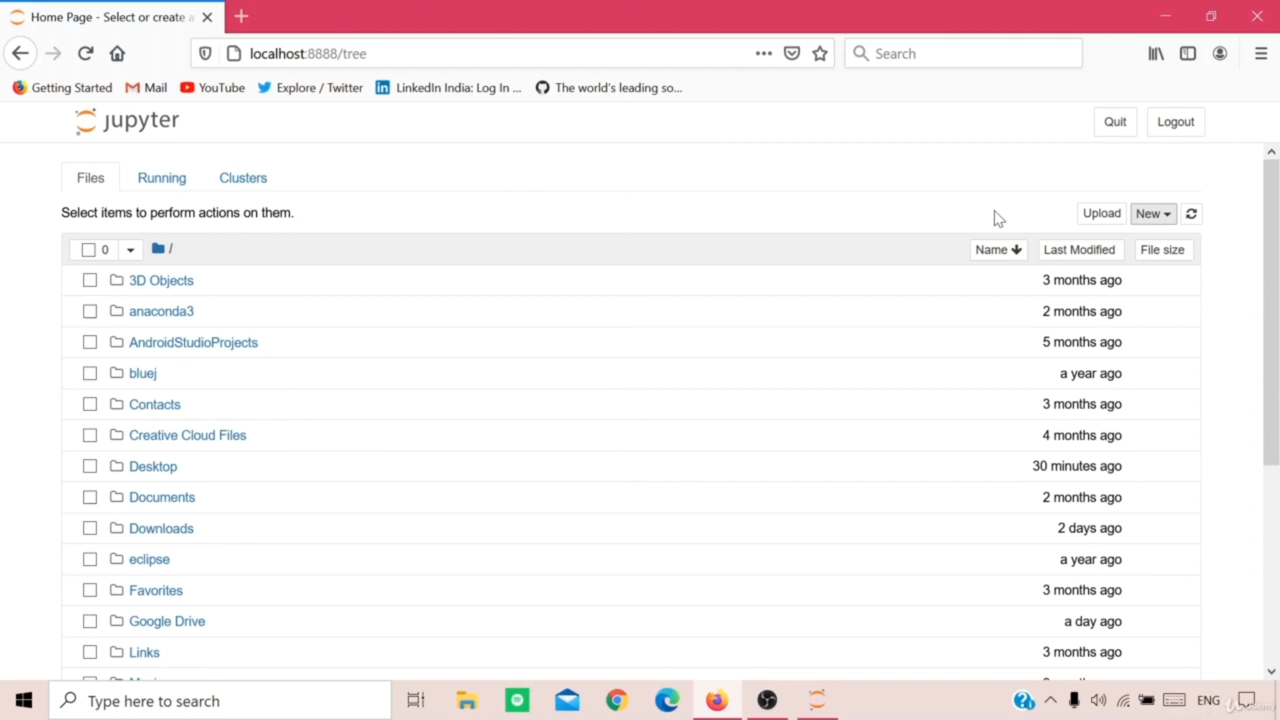 Home Page - Select or create a
localhost:8888/tree
Search
Getting Started
Mail
YouTube
Explore / Twitter
LinkedIn India: Log In ...
The world's leading so...
jupyter
Quit
Logout
Files
Running
Clusters
Select items to perform actions on them.
Upload
New
0
/
Name
Last Modified
File size
3D Objects
3 months ago
anaconda3
2 months ago
AndroidStudioProjects
5 months ago
bluej
a year ago
Contacts
3 months ago
Creative Cloud Files
4 months ago
Desktop
30 minutes ago
Documents
2 months ago
Downloads
2 days ago
eclipse
a year ago
Favorites
3 months ago
Google Drive
a day ago
Links
3 months ago
Type here to search
ENG